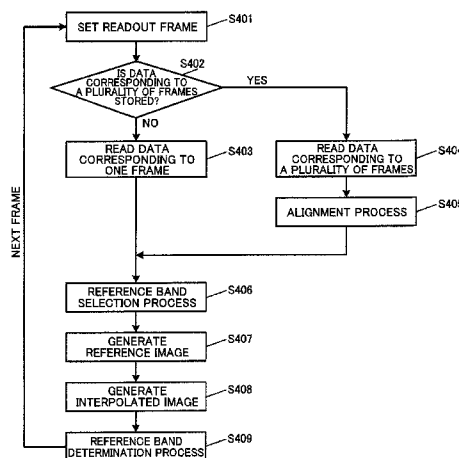 SET READOUT FRAME
S401
IS DATA
CORRESPONDING TO
A PLURALITY OF FRAMES
STORED?
S402
YES
NO
READ DATA
CORRESPONDING TO
ONE FRAME
S403
READ DATA
CORRESPONDING TO
A PLURALITY OF FRAMES
S404
ALIGNMENT PROCESS
S405
NEXT FRAME
REFERENCE BAND
SELECTION PROCESS
S406
GENERATE
REFERENCE IMAGE
S407
GENERATE
INTERPOLATED IMAGE
S408
REFERENCE BAND
DETERMINATION PROCESS
S409